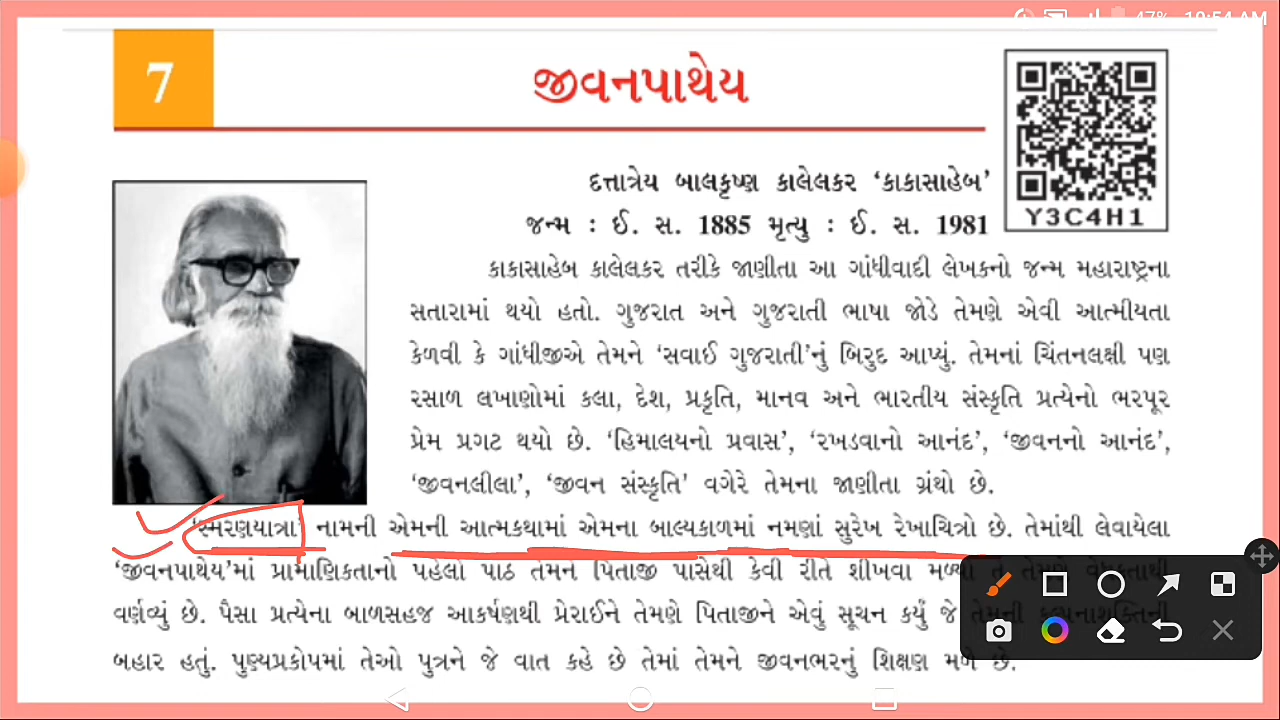 47% 10:54 AM
7
જીવનપાથેય
Y3C4H1
દત્તાત્રેય બાલકૃષ્ણ કાલેલકર ‘કાકાસાહેબ’
જન્મ : ઈ. સ. 1885 મૃત્યુ : ઈ. સ. 1981
કાકાસાહેબ કાલેલકર તરીકે જાણીતા આ ગાંધીવાદી લેખકનો જન્મ મહારાષ્ટ્રના
સતારામાં થયો હતો. ગુજરાત અને ગુજરાતી ભાષા જોડે તેમણે એવી આત્મીયતા
કેળવી કે ગાંધીજીએ તેમને ‘સવાઈ ગુજરાતી’નું બિરુદ આપ્યું. તેમનાં ચિંતનલક્ષી પણ
રસાળ લખાણોમાં કલા, દેશ, પ્રકૃતિ, માનવ અને ભારતીય સંસ્કૃતિ પ્રત્યેનો ભરપૂર
પ્રેમ પ્રગટ થયો છે. ‘હિમાલયનો પ્રવાસ’, ‘રખડવાનો આનંદ’, ‘જીવનનો આનંદ’,
‘જીવનલીલા’, ‘જીવન સંસ્કૃતિ’ વગેરે તેમના જાણીતા ગ્રંથો છે.
‘સ્મરણયાત્રા’ નામની એમની આત્મકથામાં એમના બાલ્યકાળમાં નમણાં સુરેખ રેખાચિત્રો છે. તેમાંથી લેવાયેલા
‘જીવનપાથેય’માં પ્રામાણિકતાનો પહેલો પાઠ તેમને પિતાજી પાસેથી કેવી રીતે શીખવા મળ્યો
વર્ણવ્યું છે. પૈસા પ્રત્યેના બાળસહજ આકર્ષણથી પ્રેરાઈને તેમણે પિતાજીને એવું સૂચન કર્યું જે
બહાર હતું. પુણ્યપ્રકોપમાં તેઓ પુત્રને જે વાત કહે છે તેમાં તેમને જીવનભરનું શિક્ષણ મળે છે.